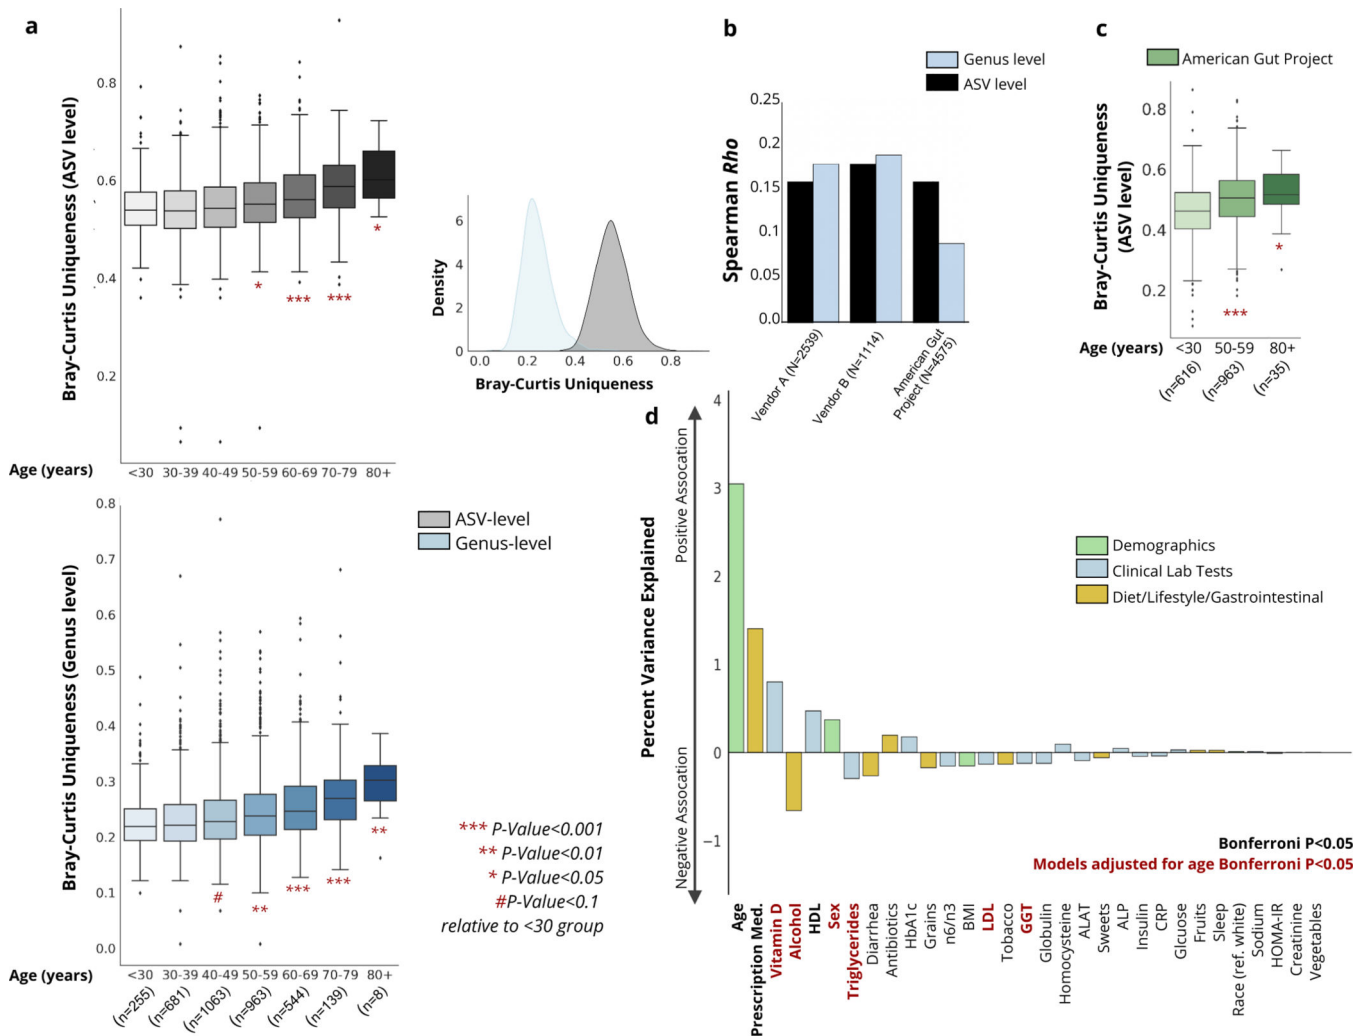 a
Bray-Curtis Uniqueness (ASV level)
0.8
0.6
0.4
0.2
*
***
***
*
Age (years)
<30 30-39 40-49 50-59 60-69 70-79 80+
Density
6
4
2
0
0.0 0.2 0.4 0.6 0.8
Bray-Curtis Uniqueness
Bray-Curtis Uniqueness (Genus level)
0.8
0.7
0.6
0.5
0.4
0.3
0.2
0.1
0.0
#
**
***
***
**
Age (years)
<30 30-39 40-49 50-59 60-69 70-79 80+
(n=255) (n=681) (n=1063) (n=963) (n=544) (n=139) (n=8)
ASV-level
Genus-level
*** P-Value<0.001
** P-Value<0.01
* P-Value<0.05
#P-Value<0.1
relative to <30 group
b
Genus level
ASV level
Spearman Rho
0.25
0.2
0.15
0.1
0.05
0.0
Vendor A (N=2539)
Vendor B (N=1114)
American Gut
Project (N=4575)
c
American Gut Project
Bray-Curtis Uniqueness
(ASV level)
0.8
0.6
0.4
0.2
***
*
Age (years)
<30 50-59 80+
(n=616) (n=963) (n=35)
d
Positive Assocation
Negative Assocation
Percent Variance Explained
4
3
2
1
0
−1
Demographics
Clinical Lab Tests
Diet/Lifestyle/Gastrointestinal
Bonferroni P<0.05
Models adjusted for age Bonferroni P<0.05
Age
Prescription Med.
Vitamin D
Alcohol
HDL
Sex
Triglycerides
Diarrhea
Antibiotics
HbA1c
Grains
n6/n3
BMI
LDL
Tobacco
GGT
Globulin
Homocysteine
ALAT
Sweets
ALP
Insulin
CRP
Glcuose
Fruits
Sleep
Race (ref. white)
Sodium
HOMA-IR
Creatinine
Vegetables